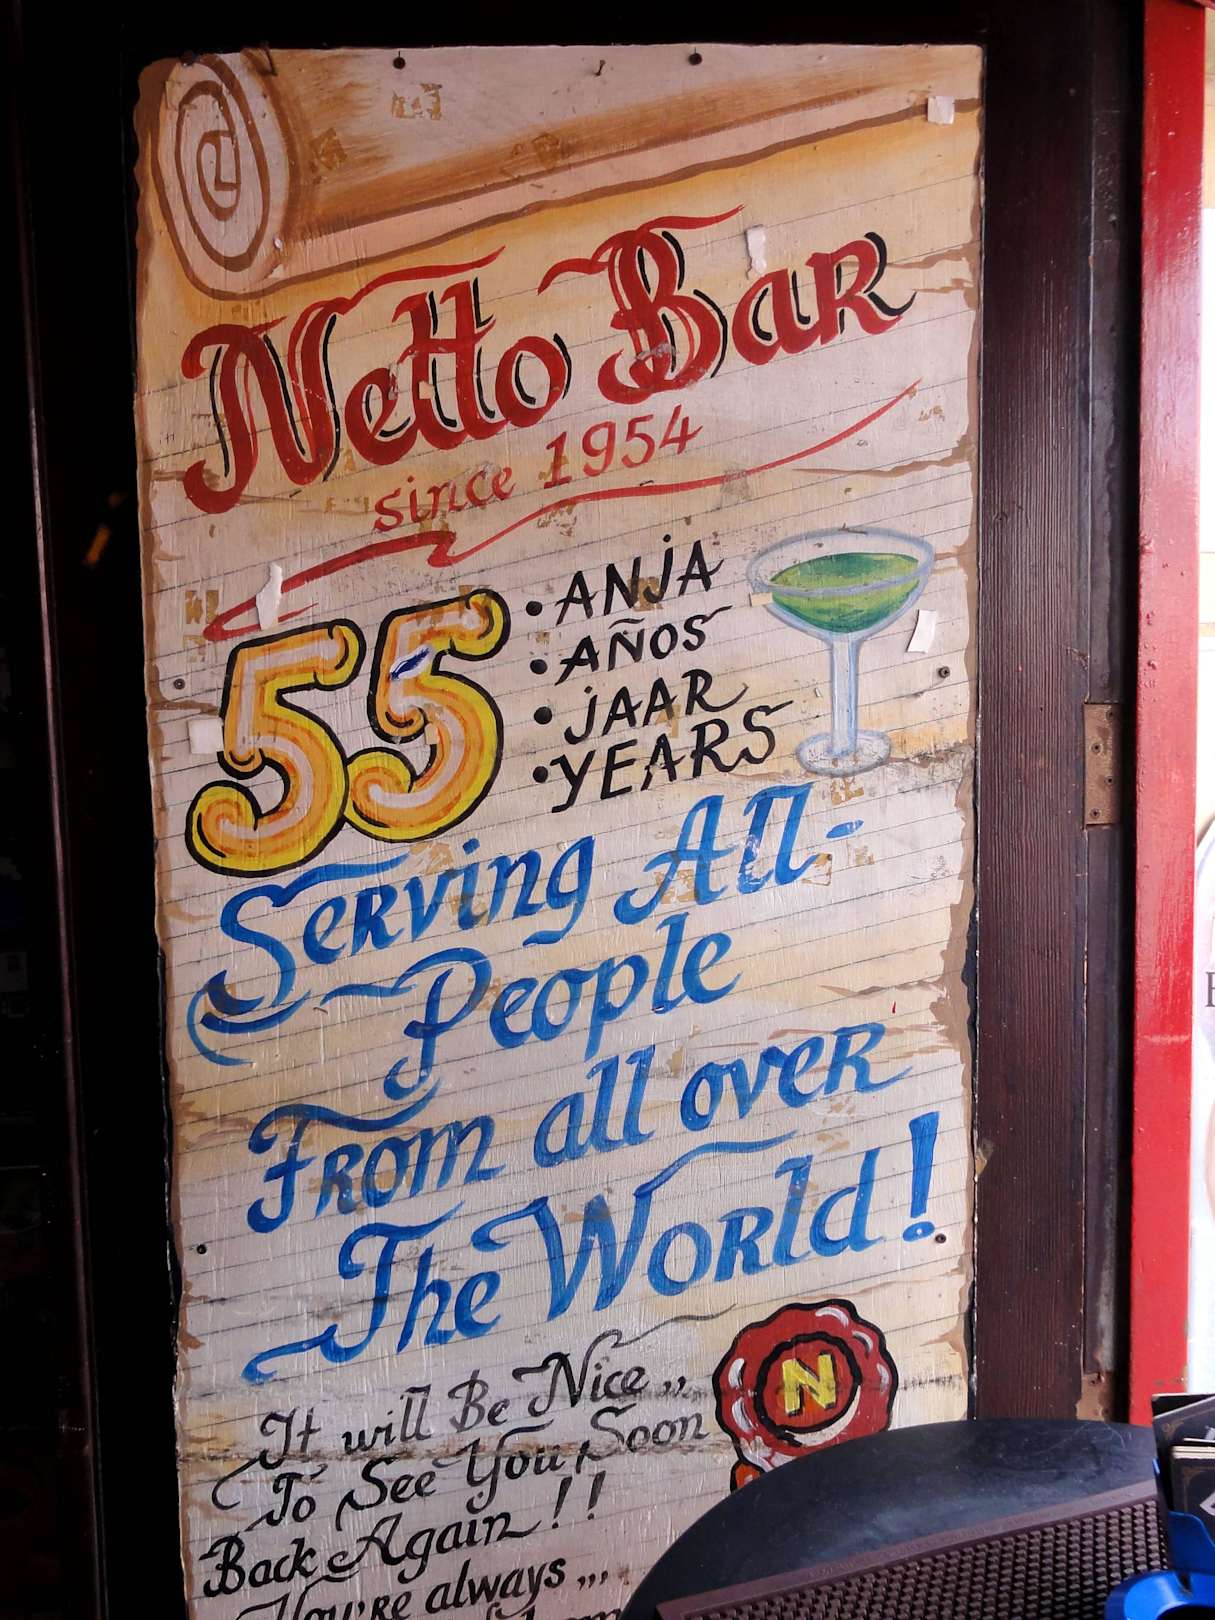 Netto Bar
since 1954
55
• ANJA
• AÑOS
• JAAR
• YEARS
Serving All-
People
From all over
The World!
N
It will Be Nice,,
To See You Soon
Back Again!!
You're always,,,